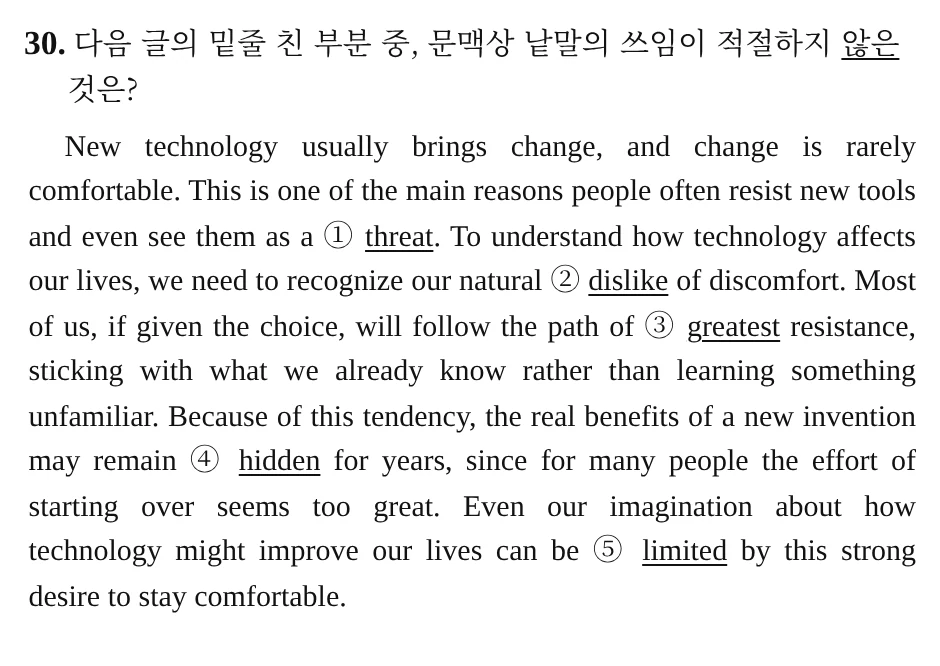 30. 다음 글의 밑줄 친 부분 중, 문맥상 낱말의 쓰임이 적절하지 않은
것은?
New technology usually brings change, and change is rarely
comfortable. This is one of the main reasons people often resist new tools
and even see them as a ① threat. To understand how technology affects
our lives, we need to recognize our natural ② dislike of discomfort. Most
of us, if given the choice, will follow the path of ③ greatest resistance,
sticking with what we already know rather than learning something
unfamiliar. Because of this tendency, the real benefits of a new invention
may remain ④ hidden for years, since for many people the effort of
starting over seems too great. Even our imagination about how
technology might improve our lives can be ⑤ limited by this strong
desire to stay comfortable.